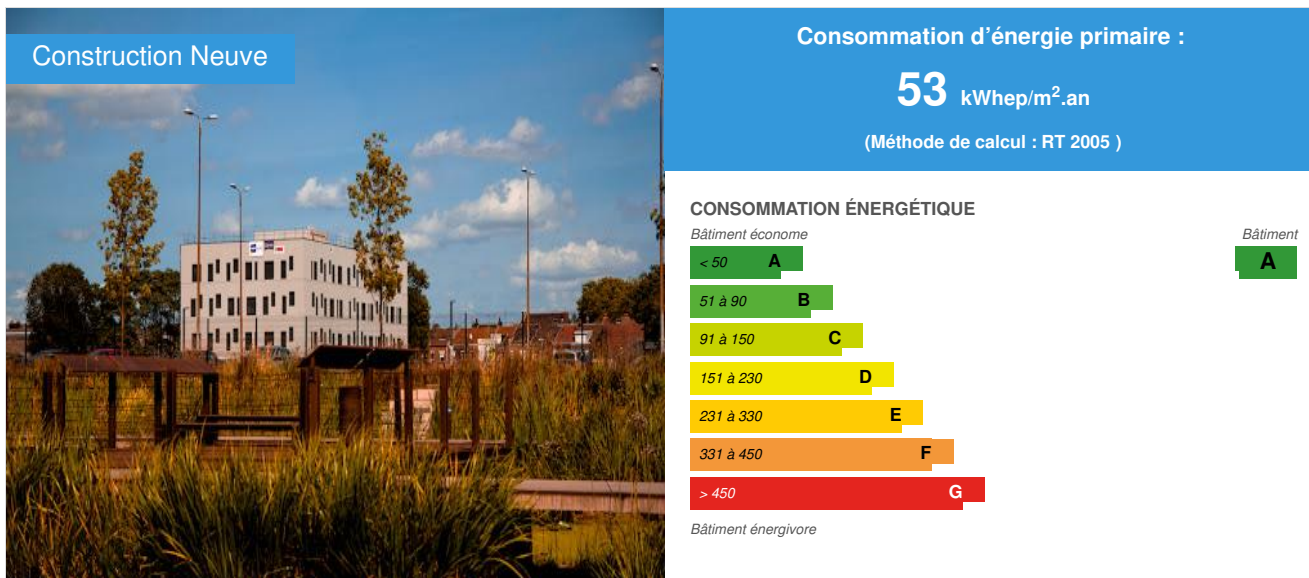 Construction Neuve
Consommation d'énergie primaire :
53 kWhep/m².an
(Méthode de calcul : RT 2005 )
CONSOMMATION ÉNERGÉTIQUE
Bâtiment économe
Bâtiment
< 50 A
A
51 à 90 B
91 à 150 C
151 à 230 D
231 à 330 E
331 à 450 F
> 450 G
Bâtiment énergivore